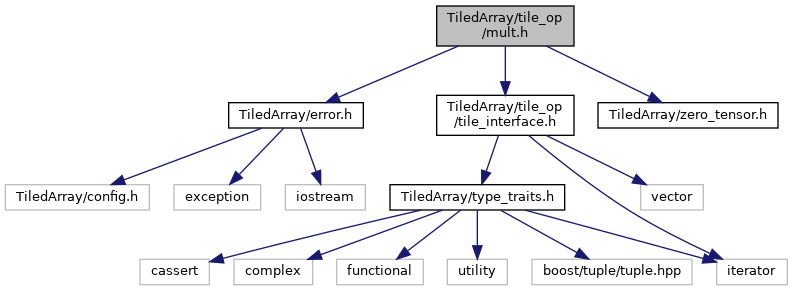 TiledArray/tile_op
/mult.h
TiledArray/error.h
TiledArray/tile_op
/tile_interface.h
TiledArray/zero_tensor.h
TiledArray/config.h
exception
iostream
TiledArray/type_traits.h
vector
cassert
complex
functional
utility
boost/tuple/tuple.hpp
iterator